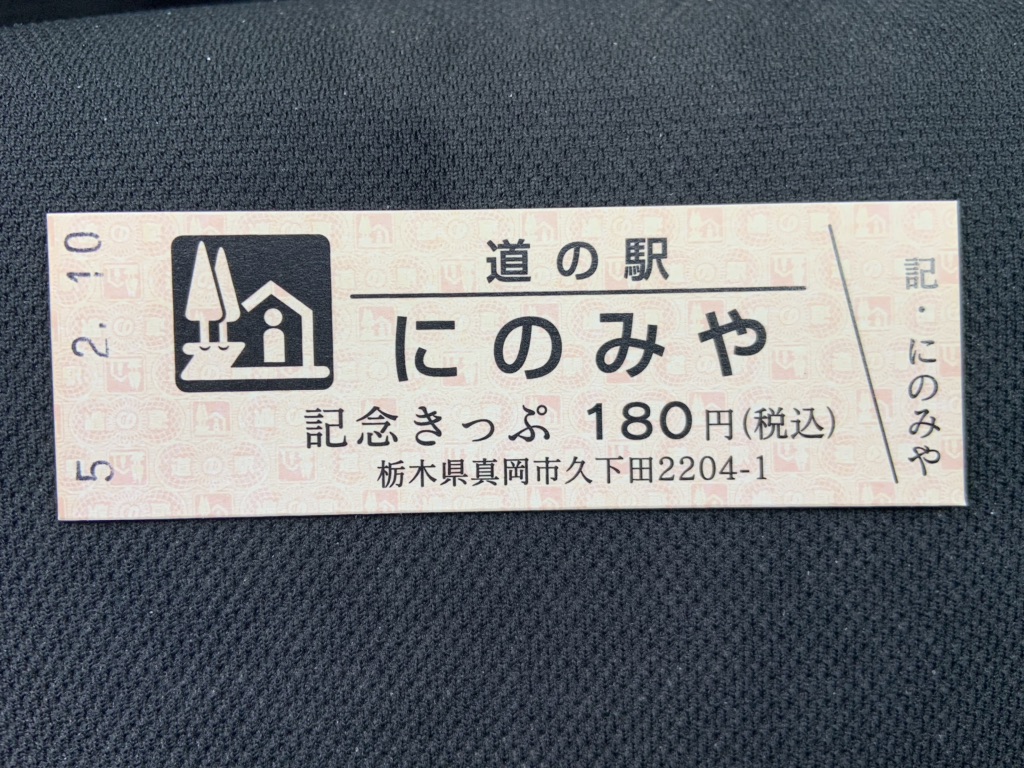 5. 2. 10
道の駅
にのみや
記念きっぷ 180円(税込)
栃木県真岡市久下田2204-1
記・にのみや